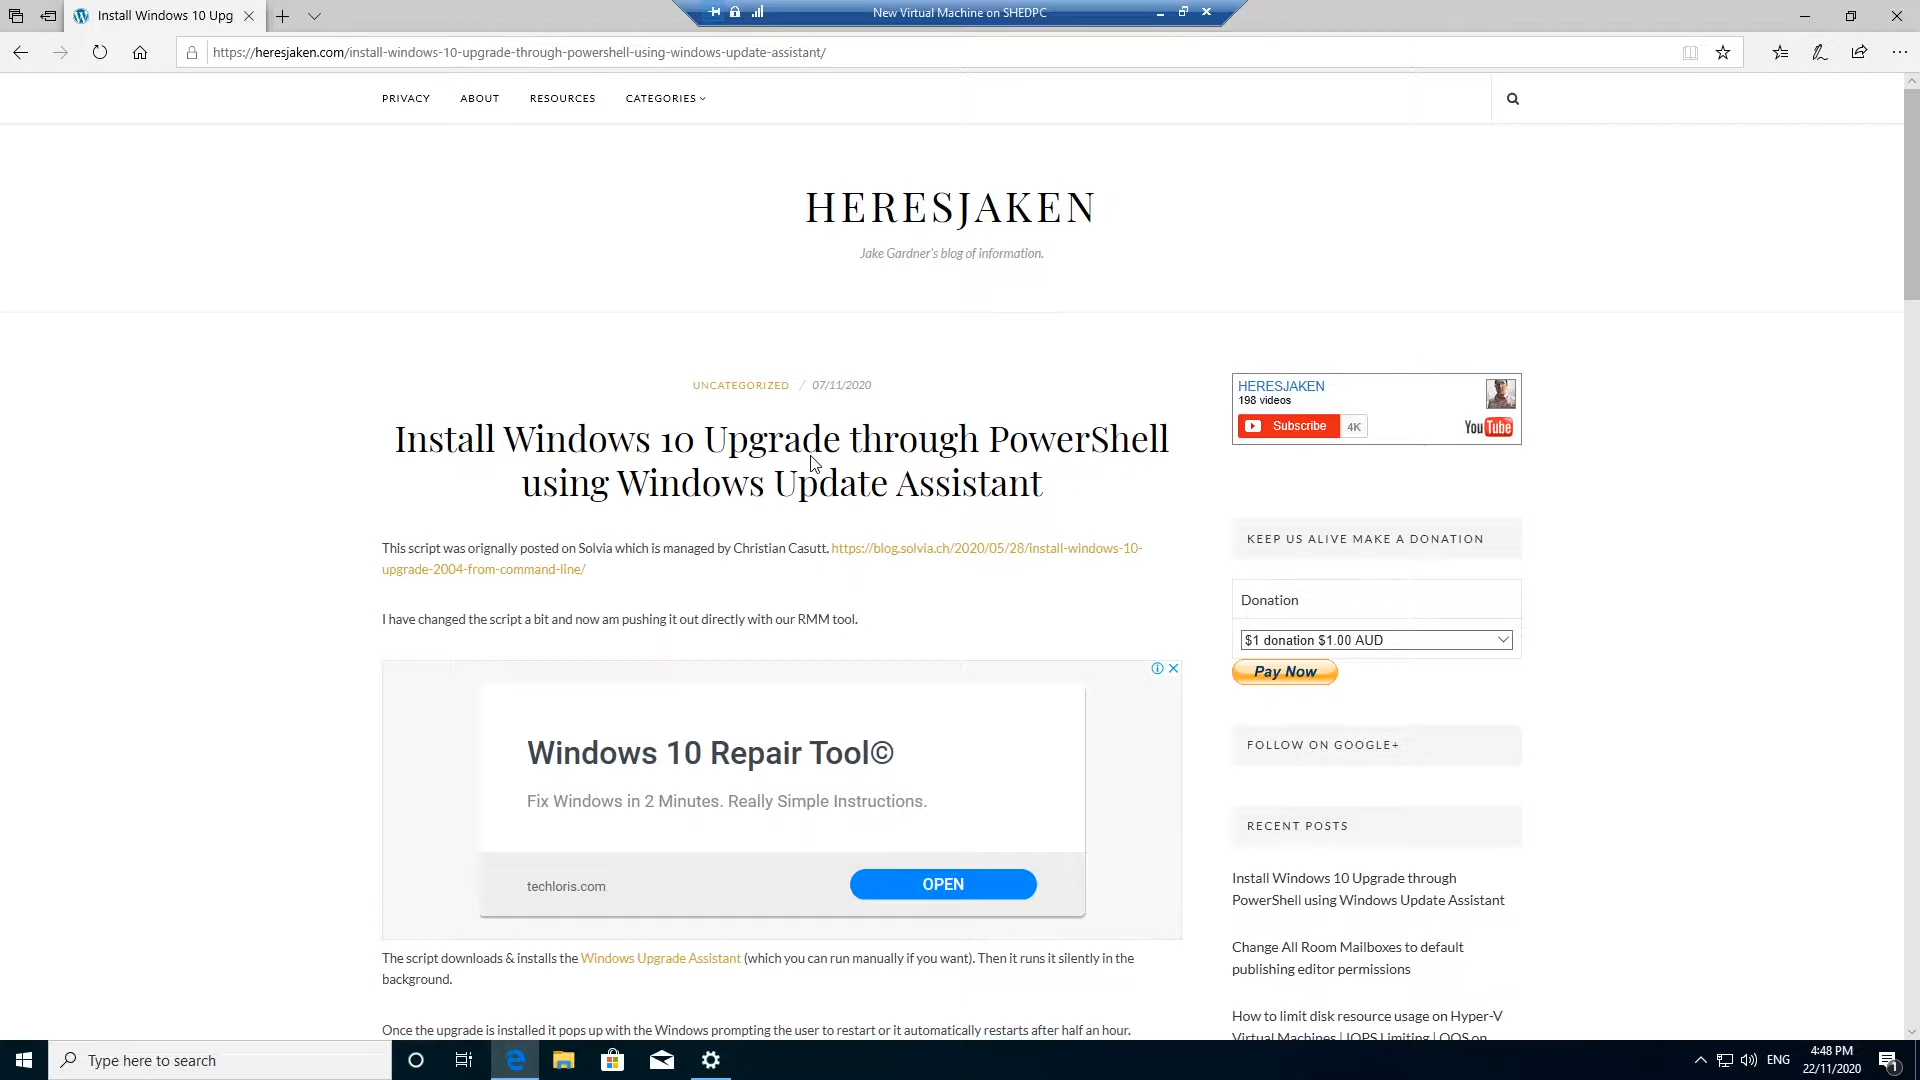 Install Windows 10 Upg
New Virtual Machine on SHEDPC
https://heresjaken.com/install-windows-10-upgrade-through-powershell-using-windows-update-assistant/
PRIVACY ABOUT RESOURCES CATEGORIES
HERESJAKEN
Jake Gardner's blog of information.
UNCATEGORIZED / 07/11/2020
Install Windows 10 Upgrade through PowerShell
using Windows Update Assistant
This script was orignally posted on Solvia which is managed by Christian Casutt. https://blog.solvia.ch/2020/05/28/install-windows-10-
upgrade-2004-from-command-line/
I have changed the script a bit and now am pushing it out directly with our RMM tool.
Windows 10 Repair Tool©
Fix Windows in 2 Minutes. Really Simple Instructions.
techloris.com
OPEN
The script downloads & installs the Windows Upgrade Assistant (which you can run manually if you want). Then it runs it silently in the
background.
Once the upgrade is installed it pops up with the Windows prompting the user to restart or it automatically restarts after half an hour.
HERESJAKEN
198 videos
Subscribe 4K
YouTube
KEEP US ALIVE MAKE A DONATION
Donation
$1 donation $1.00 AUD
Pay Now
FOLLOW ON GOOGLE+
RECENT POSTS
Install Windows 10 Upgrade through
PowerShell using Windows Update Assistant
Change All Room Mailboxes to default
publishing editor permissions
How to limit disk resource usage on Hyper-V
Virtual Machines | IOPS Limiting | QOS on
Type here to search
ENG
4:48 PM
22/11/2020
1